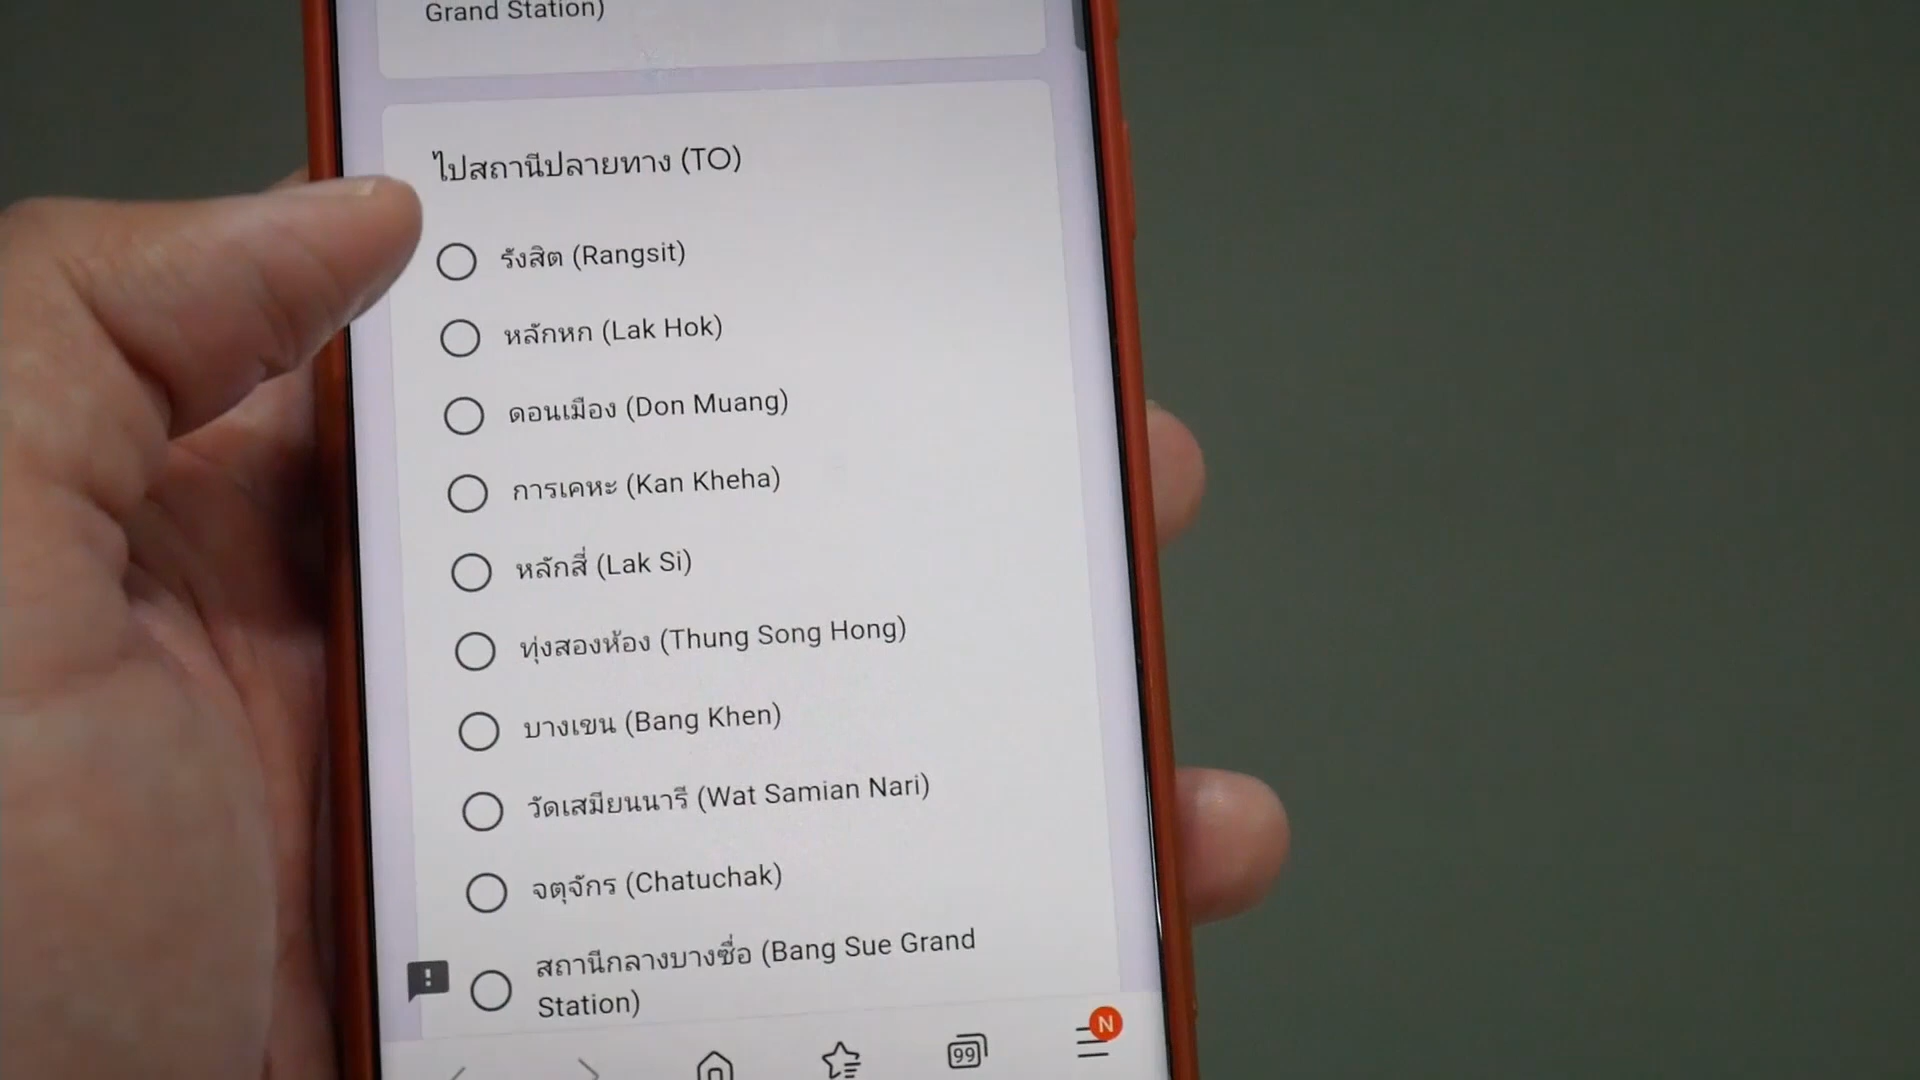 Grand Station)
ไปสถานีปลายทาง (TO)
รังสิต (Rangsit)
หลักหก (Lak Hok)
ดอนเมือง (Don Muang)
การเคหะ (Kan Kheha)
หลักสี่ (Lak Si)
ทุ่งสองห้อง (Thung Song Hong)
บางเขน (Bang Khen)
วัดเสมียนนารี (Wat Samian Nari)
จตุจักร (Chatuchak)
สถานีกลางบางซื่อ (Bang Sue Grand
Station)
N
99